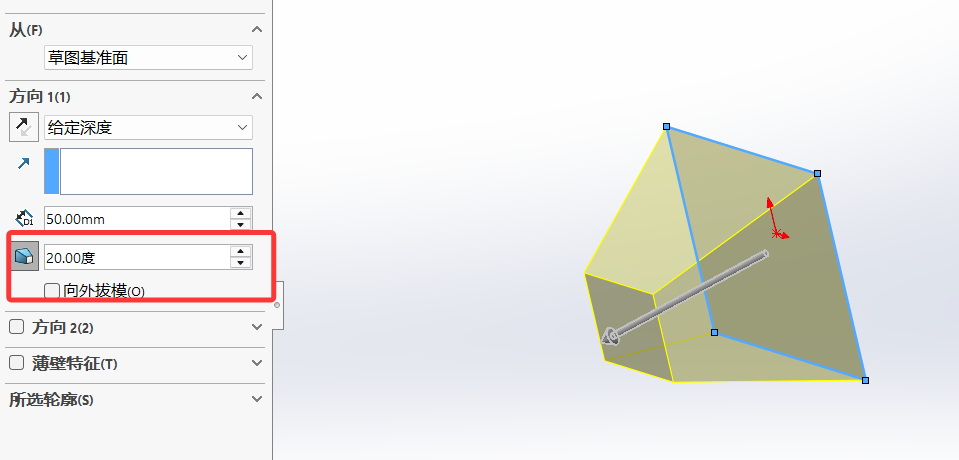 从(F)
草图基准面
方向 1(1)
给定深度
D1
50.00mm
20.00度
向外拔模(O)
方向 2(2)
薄壁特征(T)
所选轮廓(S)